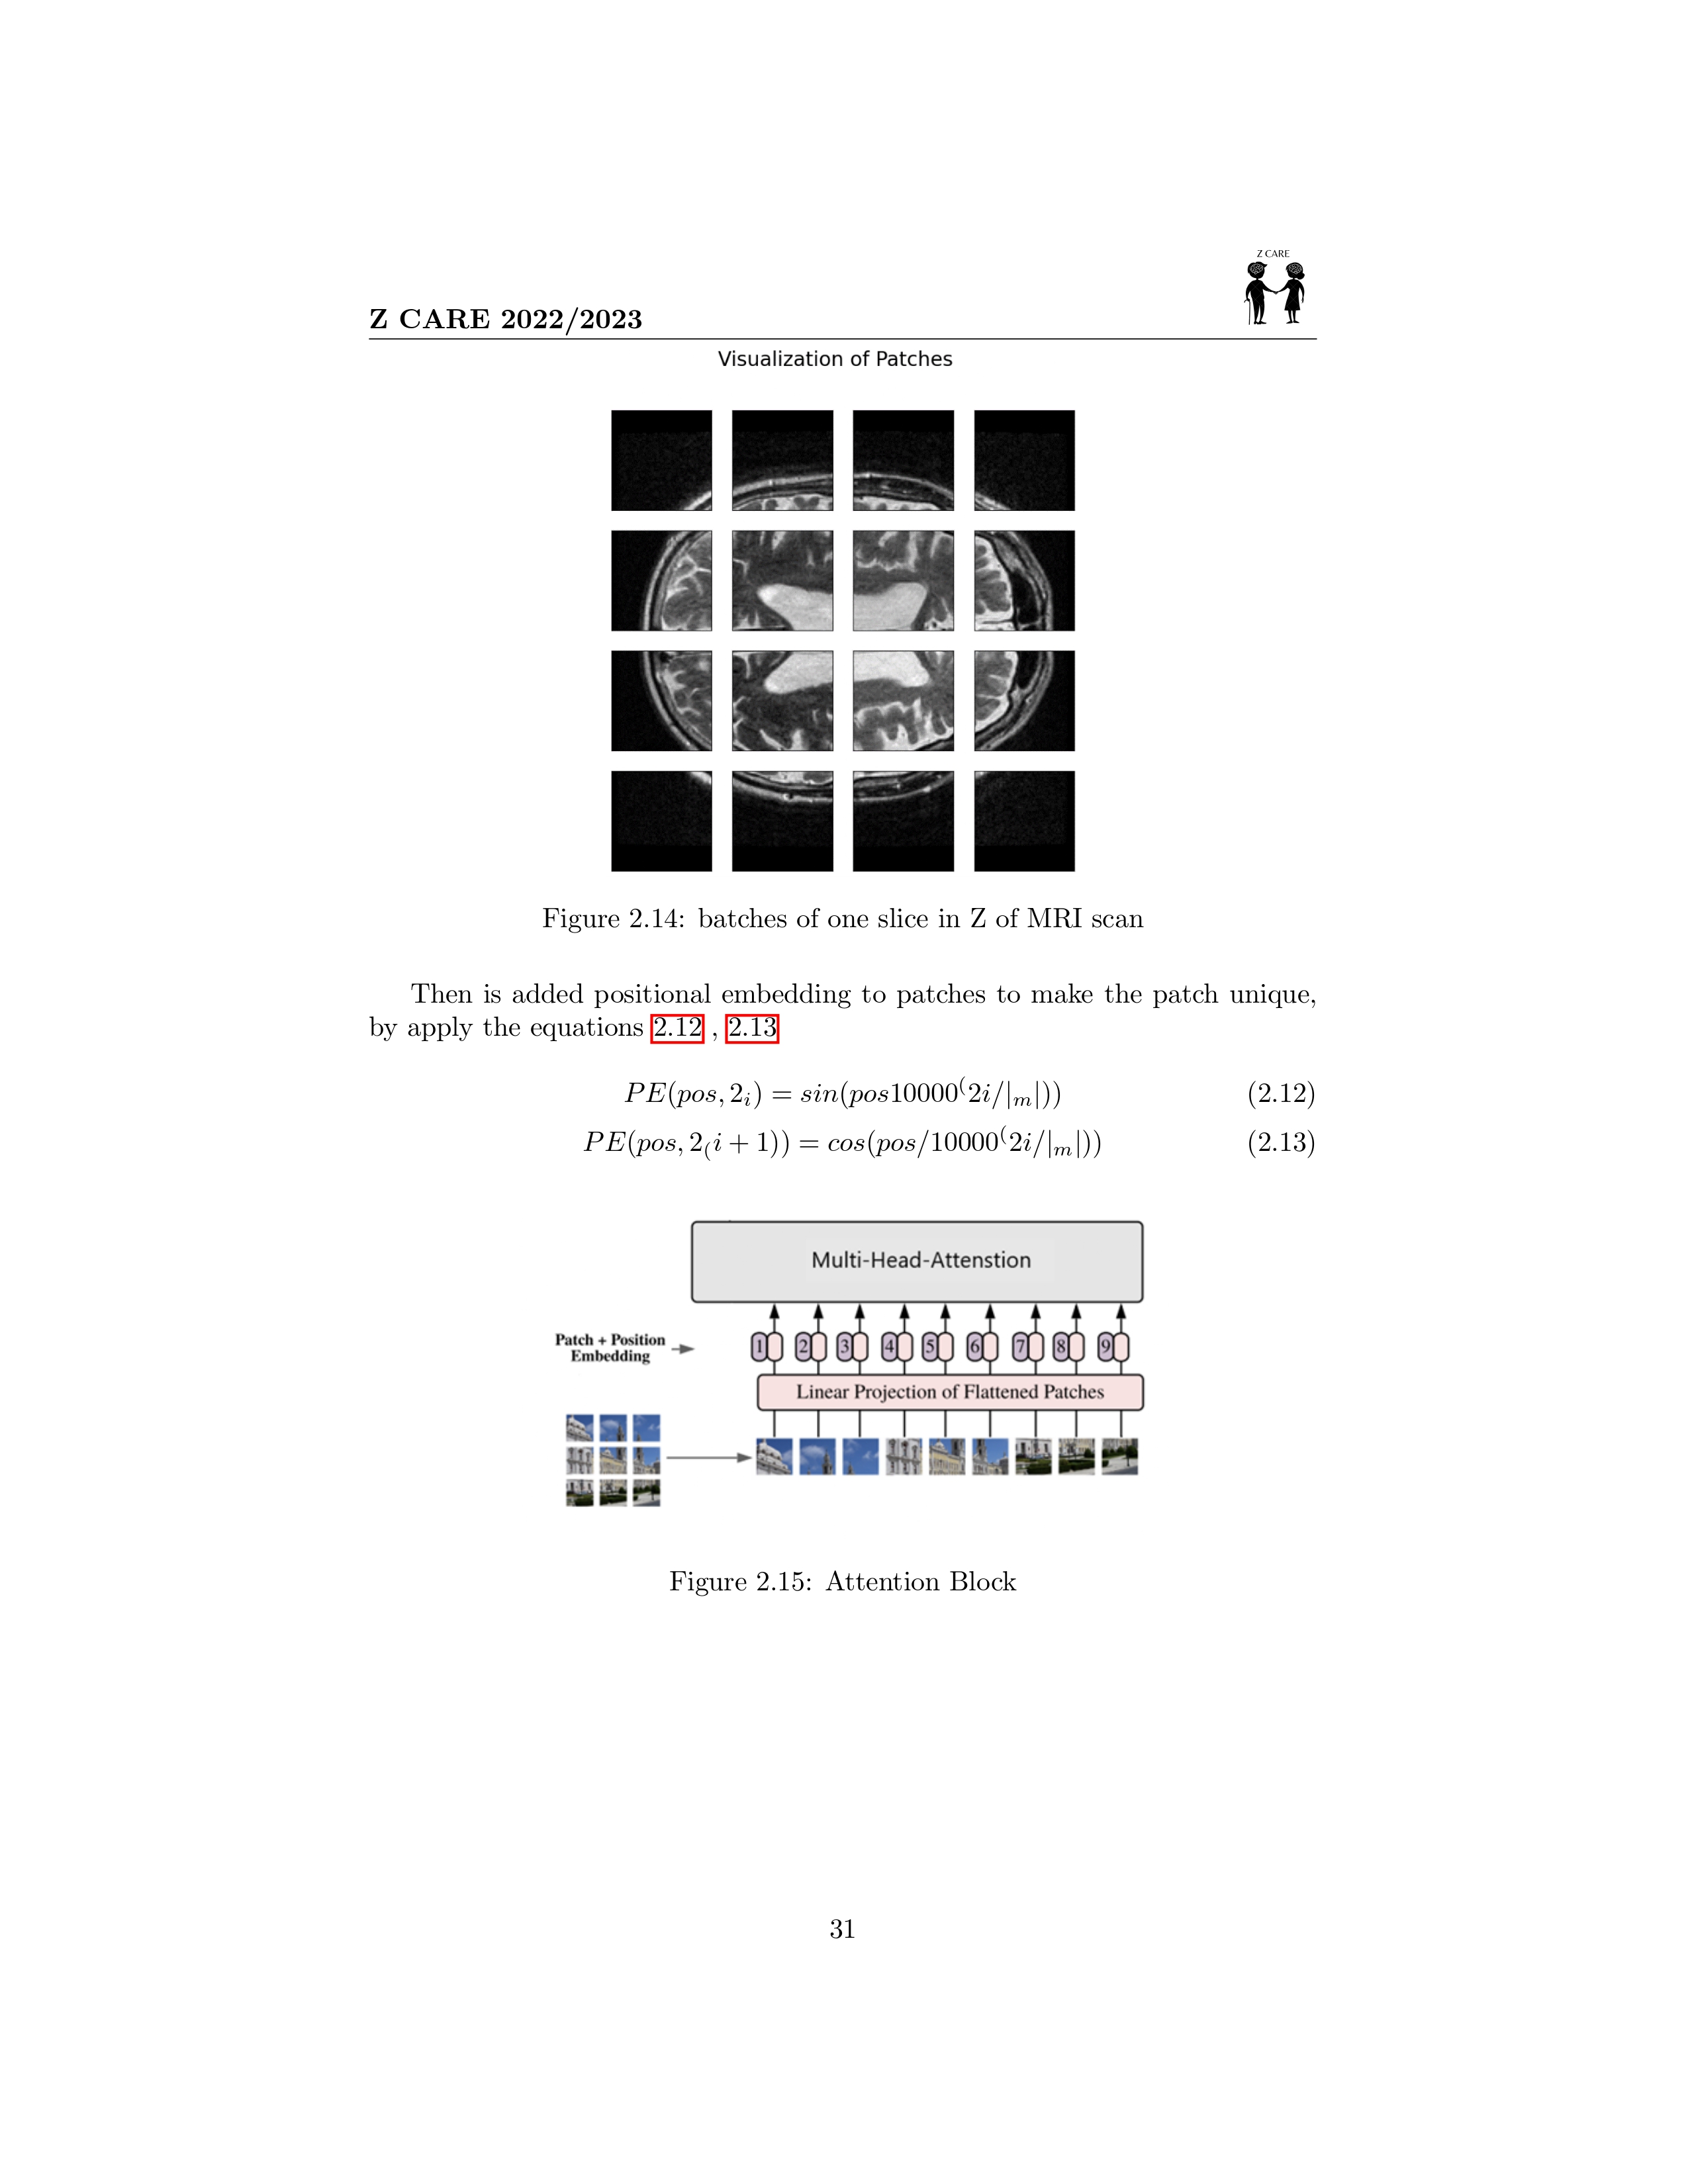 Z CARE
Z CARE 2022/2023
Visualization of Patches
Figure 2.14: batches of one slice in Z of MRI scan
Then is added positional embedding to patches to make the patch unique,
by apply the equations 2.12 , 2.13
PE(pos, 2_i) = sin(pos10000^(2i/|_m|)) (2.12)
PE(pos, 2_(i + 1)) = cos(pos/10000^(2i/|_m|)) (2.13)
Multi-Head-Attenstion
Patch + Position
Embedding
1 2 3 4 5 6 7 8 9
Linear Projection of Flattened Patches
Figure 2.15: Attention Block
31